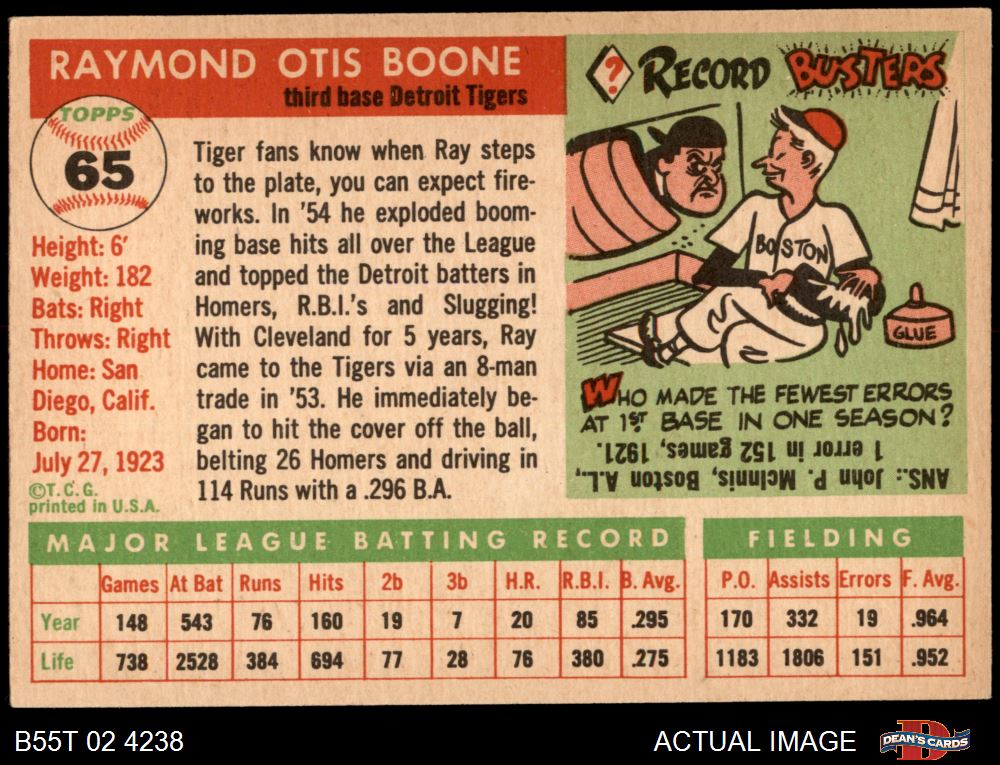 RAYMOND OTIS BOONE
third base Detroit Tigers
TOPPS
65
Height: 6'
Weight: 182
Bats: Right
Throws: Right
Home: San
Diego, Calif.
Born:
July 27, 1923
©T.C.G.
printed in U.S.A.
Tiger fans know when Ray steps
to the plate, you can expect fire-
works. In '54 he exploded boom-
ing base hits all over the League
and topped the Detroit batters in
Homers, R.B.I.'s and Slugging!
With Cleveland for 5 years, Ray
came to the Tigers via an 8-man
trade in '53. He immediately be-
gan to hit the cover off the ball,
belting 26 Homers and driving in
114 Runs with a .296 B.A.
? RECORD BUSTERS
BOSTON
GLUE
WHO MADE THE FEWEST ERRORS
AT 1ST BASE IN ONE SEASON?
ANS.: John P. McInnis, Boston A.L.,
1 error in 152 games, 1921.
MAJOR LEAGUE BATTING RECORD
Games At Bat Runs Hits 2b 3b H.R. R.B.I. B. Avg.
Year 148 543 76 160 19 7 20 85 .295
Life 738 2528 384 694 77 28 76 380 .275
FIELDING
P.O. Assists Errors F. Avg.
170 332 19 .964
1183 1806 151 .952
B55T 02 4238
ACTUAL IMAGE
D
DEAN'S CARDS